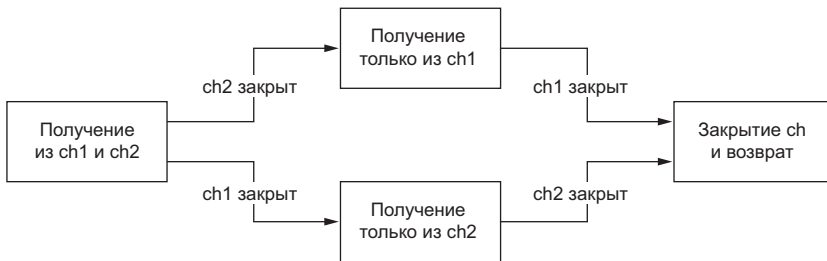 Получение
только из ch1
ch2 закрыт
ch1 закрыт
Получение
из ch1 и ch2
Закрытие ch
и возврат
ch1 закрыт
ch2 закрыт
Получение
только из ch2